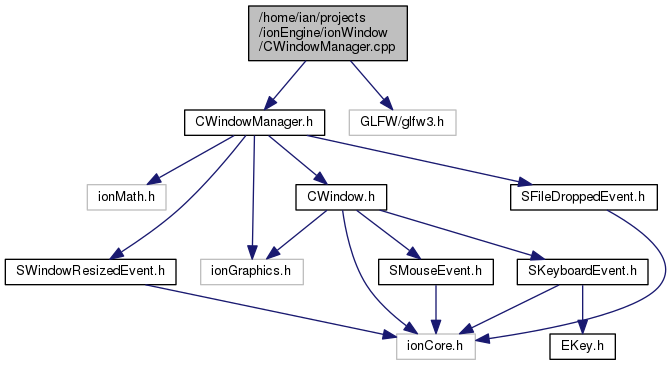 /home/ian/projects
/ionEngine/ionWindow
/CWindowManager.cpp
CWindowManager.h
GLFW/glfw3.h
ionMath.h
CWindow.h
SFileDroppedEvent.h
SWindowResizedEvent.h
ionGraphics.h
SMouseEvent.h
SKeyboardEvent.h
ionCore.h
EKey.h